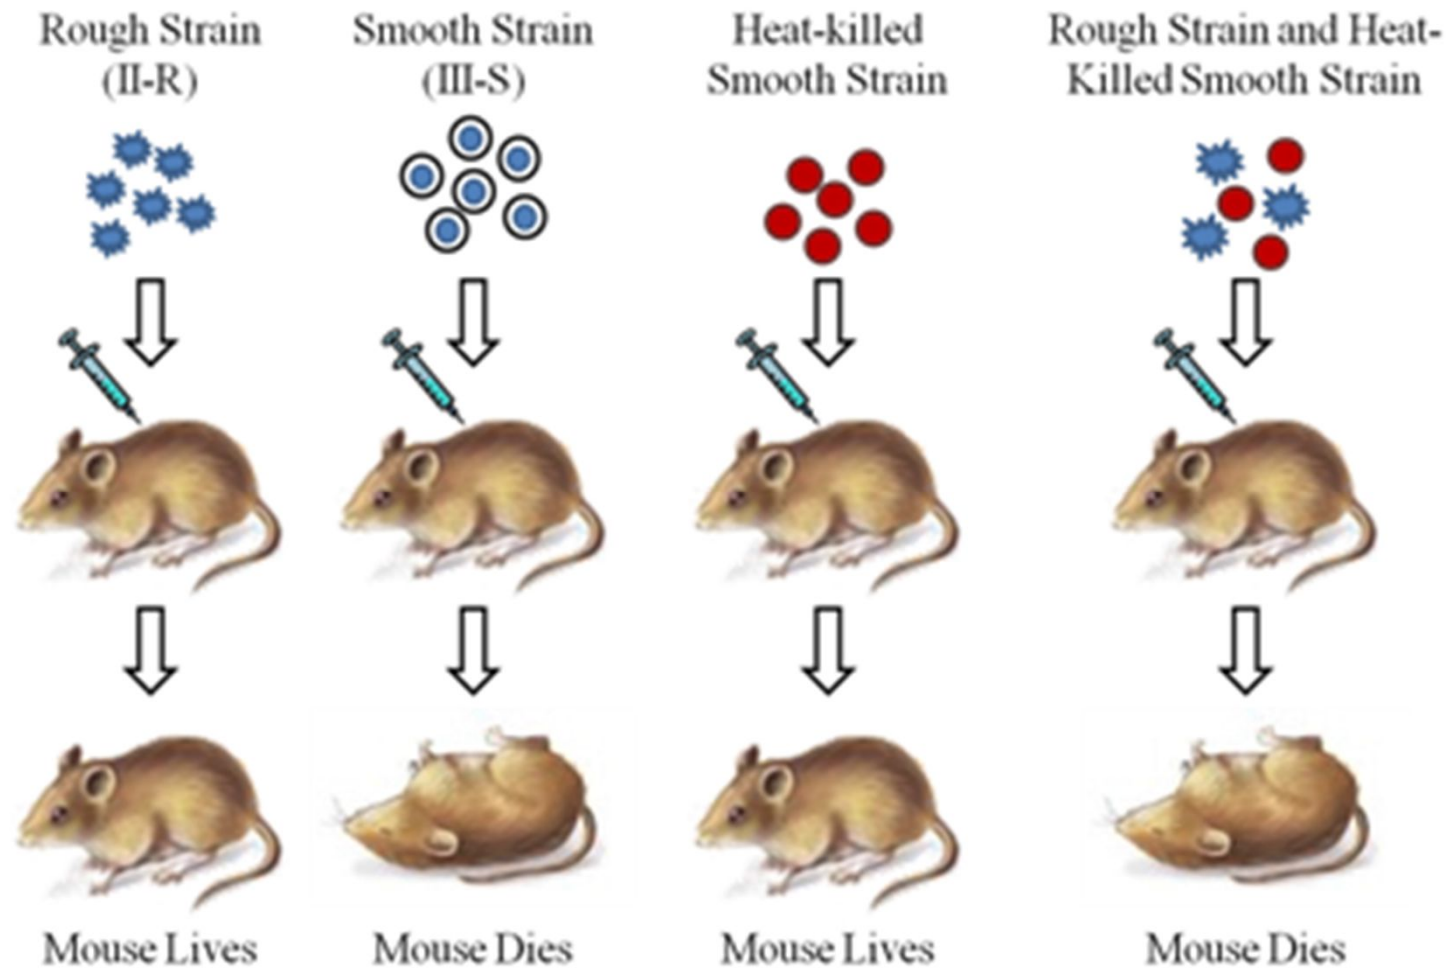 Rough Strain
(II-R)
Smooth Strain
(III-S)
Heat-killed
Smooth Strain
Rough Strain and Heat-
Killed Smooth Strain
Mouse Lives
Mouse Dies
Mouse Lives
Mouse Dies